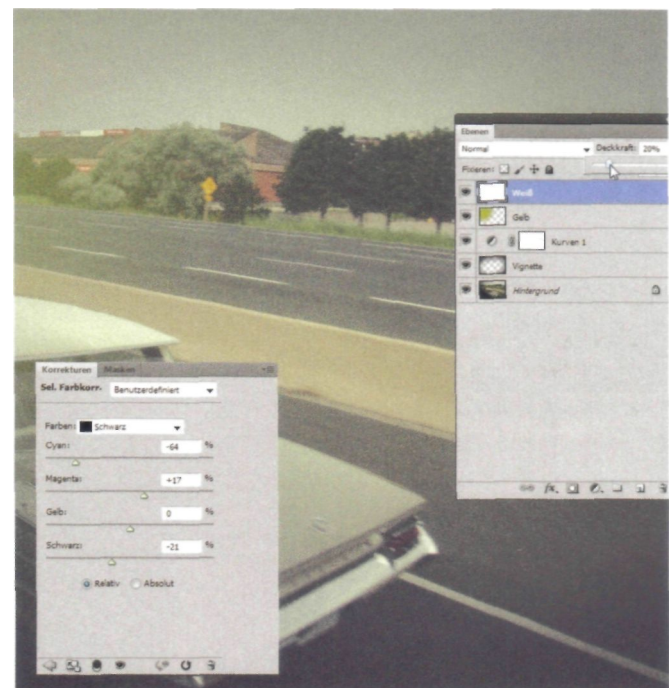 Ebenen
Normal Deckkraft: 20%
Fixieren:
Weiß
Gelb
Kurven 1
Vignette
Hintergrund
Korrekturen Masken
Sel. Farbkorr. Benutzerdefiniert
Farben: Schwarz
Cyan: -64 %
Magenta: +17 %
Gelb: 0 %
Schwarz: -21 %
Relativ Absolut